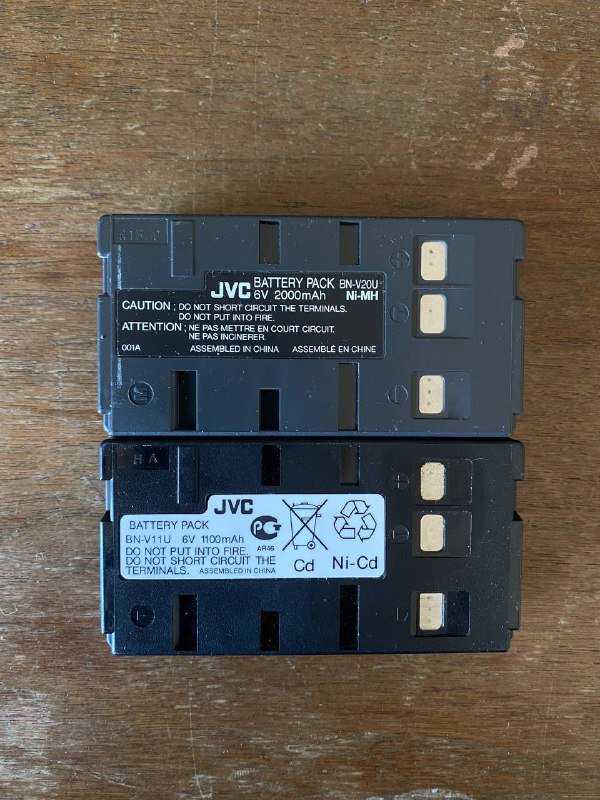 JVC BATTERY PACK BN-V20U
6V 2000mAh Ni-MH
CAUTION ; DO NOT SHORT CIRCUIT THE TERMINALS.
DO NOT PUT INTO FIRE.
ATTENTION ; NE PAS METTRE EN COURT CIRCUIT.
NE PAS INCINERER.
001A ASSEMBLED IN CHINA ASSEMBLÉ EN CHINE
JVC
BATTERY PACK
BN-V11U 6V 1100mAh
DO NOT PUT INTO FIRE.
DO NOT SHORT CIRCUIT THE
TERMINALS. ASSEMBLED IN CHINA
AR46
Cd Ni-Cd